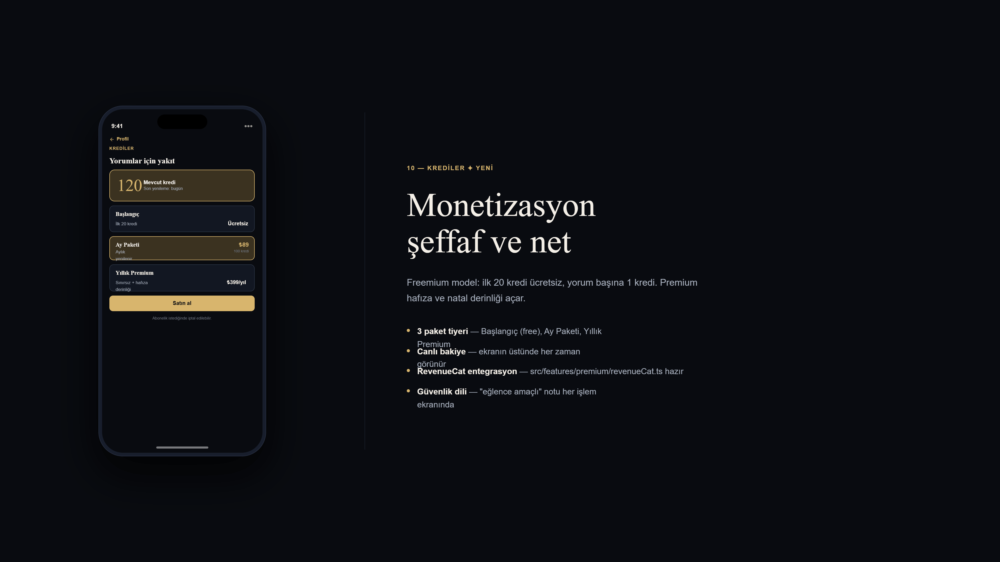 9:41
← Profil
KREDİLER
Yorumlar için yakıt
120
Mevcut kredi
Son yenileme: bugün
Başlangıç
İlk 20 kredi
Ücretsiz
Ay Paketi
₺89
Aylık
100 kredi
yenilenir
Yıllık Premium
Sınırsız + hafıza
₺399/yıl
derinliği
Satın al
Abonelik istediğinde iptal edilebilir.
10 — KREDİLER ✦ YENİ
Monetizasyon
şeffaf ve net
Freemium model: ilk 20 kredi ücretsiz, yorum başına 1 kredi. Premium
hafıza ve natal derinliği açar.
3 paket tiyeri — Başlangıç (free), Ay Paketi, Yıllık
Premium
Canlı bakiye — ekranın üstünde her zaman
görünür
RevenueCat entegrasyon — src/features/premium/revenueCat.ts hazır
Güvenlik dili — "eğlence amaçlı" notu her işlem
ekranında